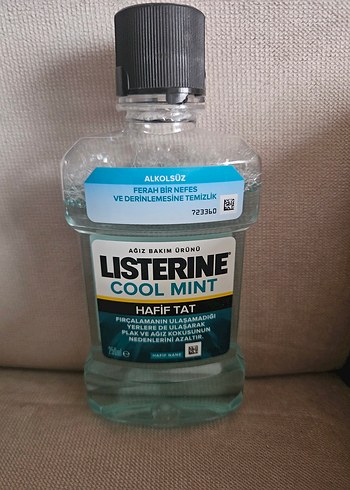 ALKOLSÜZ
FERAH BİR NEFES
VE DERİNLEMESİNE TEMİZLİK
723360
AĞIZ BAKIM ÜRÜNÜ
LISTERINE
COOL MINT
HAFİF TAT
FIRÇALAMANIN ULAŞAMADIĞI
YERLERE DE ULAŞARAK
PLAK VE AĞIZ KOKUSUNUN
NEDENLERİNİ AZALTIR.
HAFİF NANE